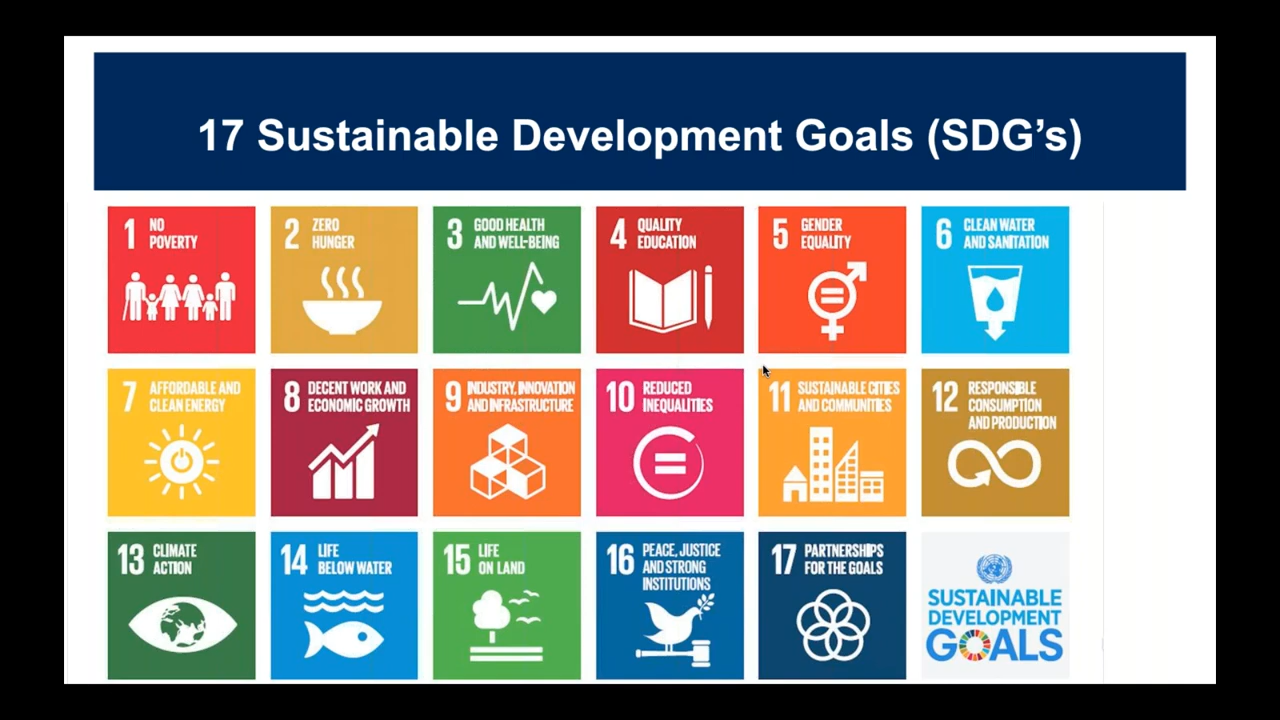 17 Sustainable Development Goals (SDG’s)
1 NO
POVERTY
2 ZERO
HUNGER
3 GOOD HEALTH
AND WELL-BEING
4 QUALITY
EDUCATION
5 GENDER
EQUALITY
6 CLEAN WATER
AND SANITATION
7 AFFORDABLE AND
CLEAN ENERGY
8 DECENT WORK AND
ECONOMIC GROWTH
9 INDUSTRY, INNOVATION
AND INFRASTRUCTURE
10 REDUCED
INEQUALITIES
11 SUSTAINABLE CITIES
AND COMMUNITIES
12 RESPONSIBLE
CONSUMPTION
AND PRODUCTION
13 CLIMATE
ACTION
14 LIFE
BELOW WATER
15 LIFE
ON LAND
16 PEACE, JUSTICE
AND STRONG
INSTITUTIONS
17 PARTNERSHIPS
FOR THE GOALS
SUSTAINABLE
DEVELOPMENT
GOALS